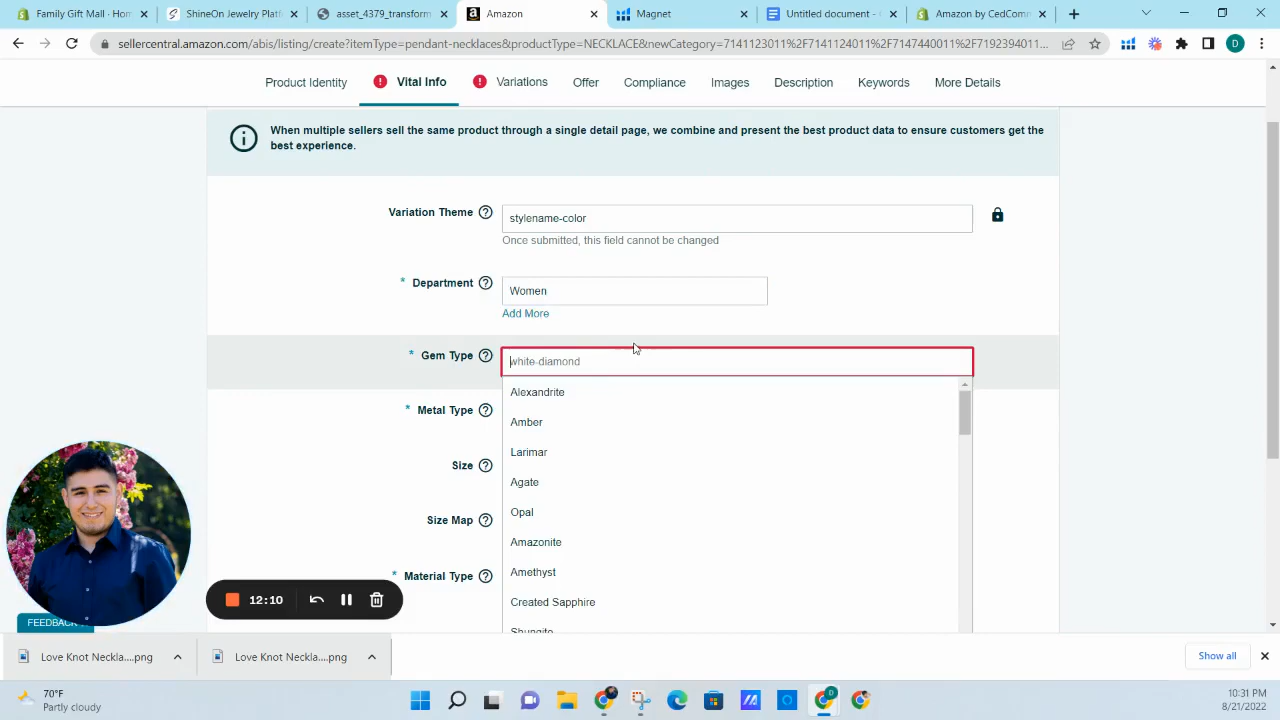 Family Gift Mall · Hom
ShineOn Jewelry Platf
asset_4379_transform
Amazon
Magnet
Untitled document -
Amazon by CedComm
sellercentral.amazon.com/abis/listing/create?itemType=pendant-necklaces&productType=NECKLACE&newCategory=7141123011%2F7141124011%2F7147440011%2F7192394011...
D
Product Identity
Vital Info
Variations
Offer
Compliance
Images
Description
Keywords
More Details
When multiple sellers sell the same product through a single detail page, we combine and present the best product data to ensure customers get the
best experience.
Variation Theme
stylename-color
Once submitted, this field cannot be changed
* Department
Women
Add More
* Gem Type
white-diamond
Alexandrite
* Metal Type
Amber
Larimar
Size
Agate
Opal
Size Map
Amazonite
* Material Type
Amethyst
12:10
Created Sapphire
FEEDBACK
Shungite
Love Knot Neckla....png
Love Knot Neckla....png
Show all
70°F
Partly cloudy
10:31 PM
8/21/2022